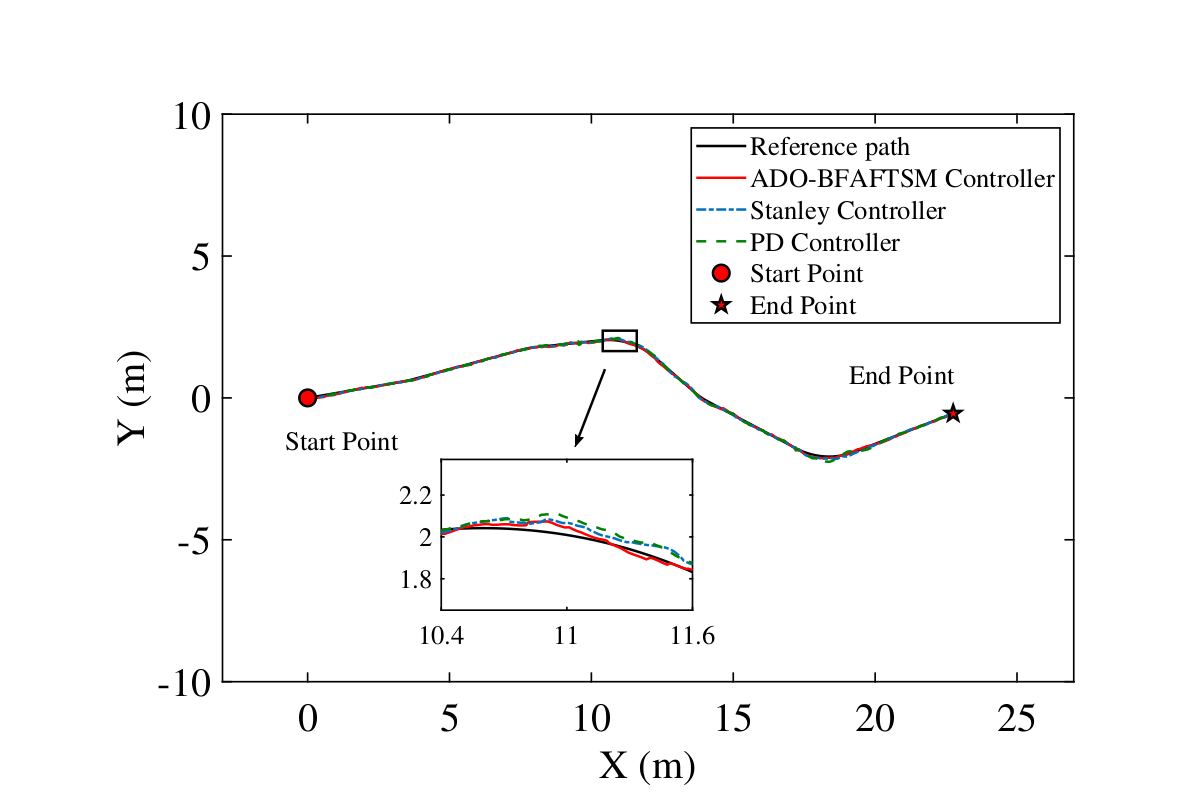 10
5
0
-5
-10
Y (m)
Reference path
ADO-BFAFTSM Controller
Stanley Controller
PD Controller
Start Point
End Point
End Point
Start Point
2.2
2
1.8
10.4 11 11.6
0 5 10 15 20 25
X (m)